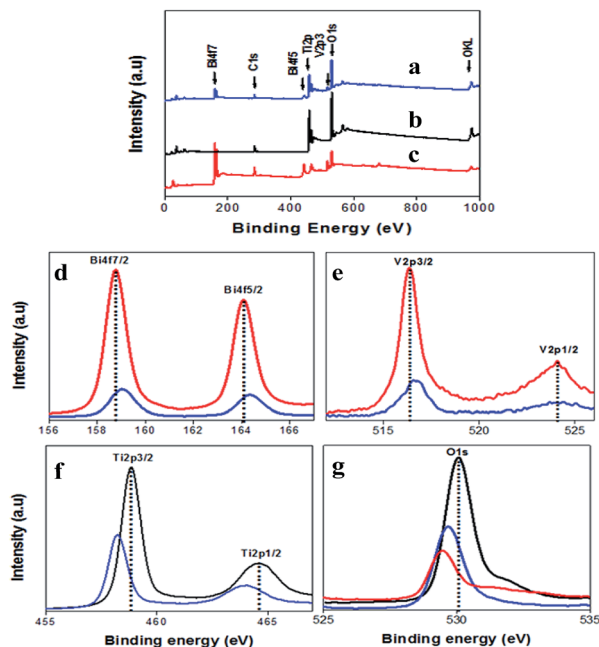 Intensity (a.u)
Bi4f7
C1s
Bi4f5
Ti2p
V2p3
O1s
OKL
a
b
c
0 200 400 600 800 1000
Binding Energy (eV)
Intensity (a.u)
d
Bi4f7/2
Bi4f5/2
156 158 160 162 164 166
e
V2p3/2
V2p1/2
515 520 525
Intensity (a.u)
f
Ti2p3/2
Ti2p1/2
455 460 465
Binding energy (eV)
g
O1s
525 530 535
Binding energy (eV)